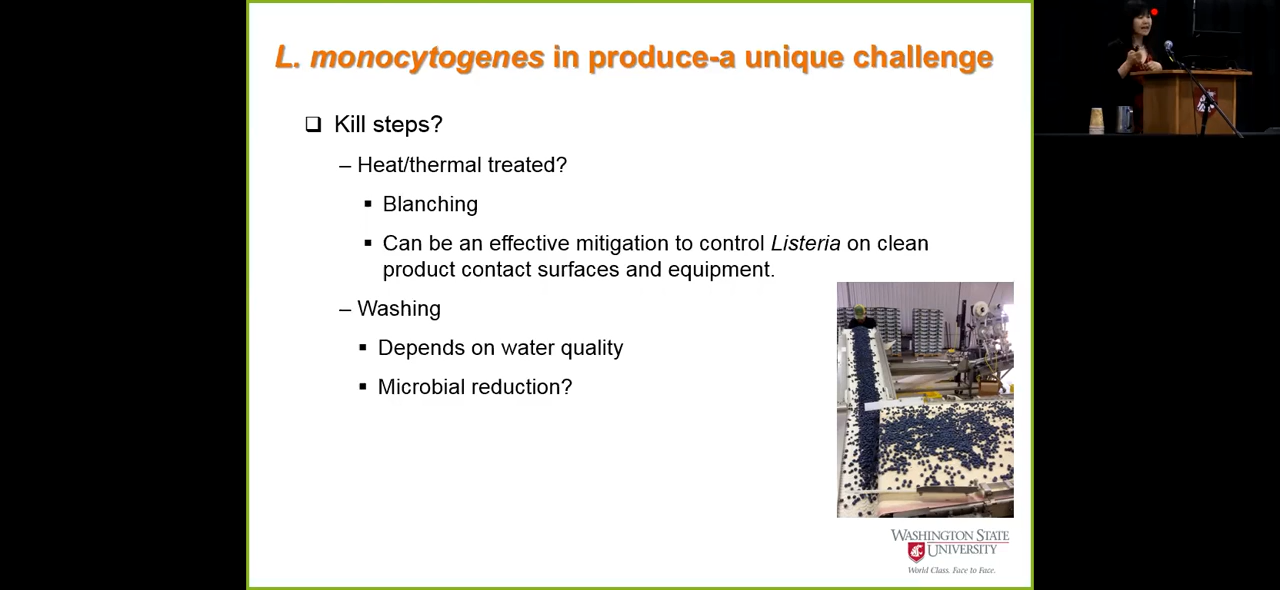 L. monocytogenes in produce-a unique challenge
❑ Kill steps?
– Heat/thermal treated?
▪ Blanching
▪ Can be an effective mitigation to control Listeria on clean
product contact surfaces and equipment.
– Washing
▪ Depends on water quality
▪ Microbial reduction?
WASHINGTON STATE
UNIVERSITY
World Class. Face to Face.